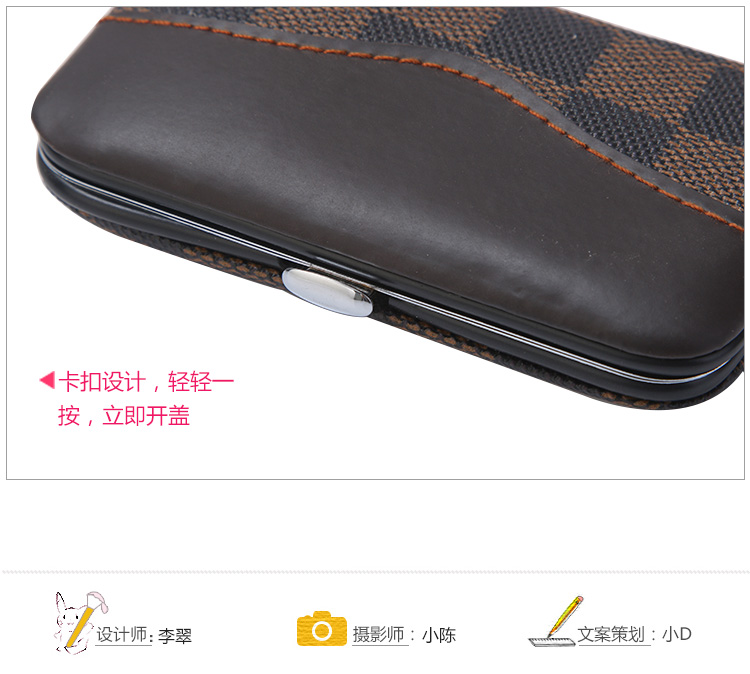 卡扣设计，轻轻一
按，立即开盖
设计师：李翠
摄影师：小陈
文案策划：小D